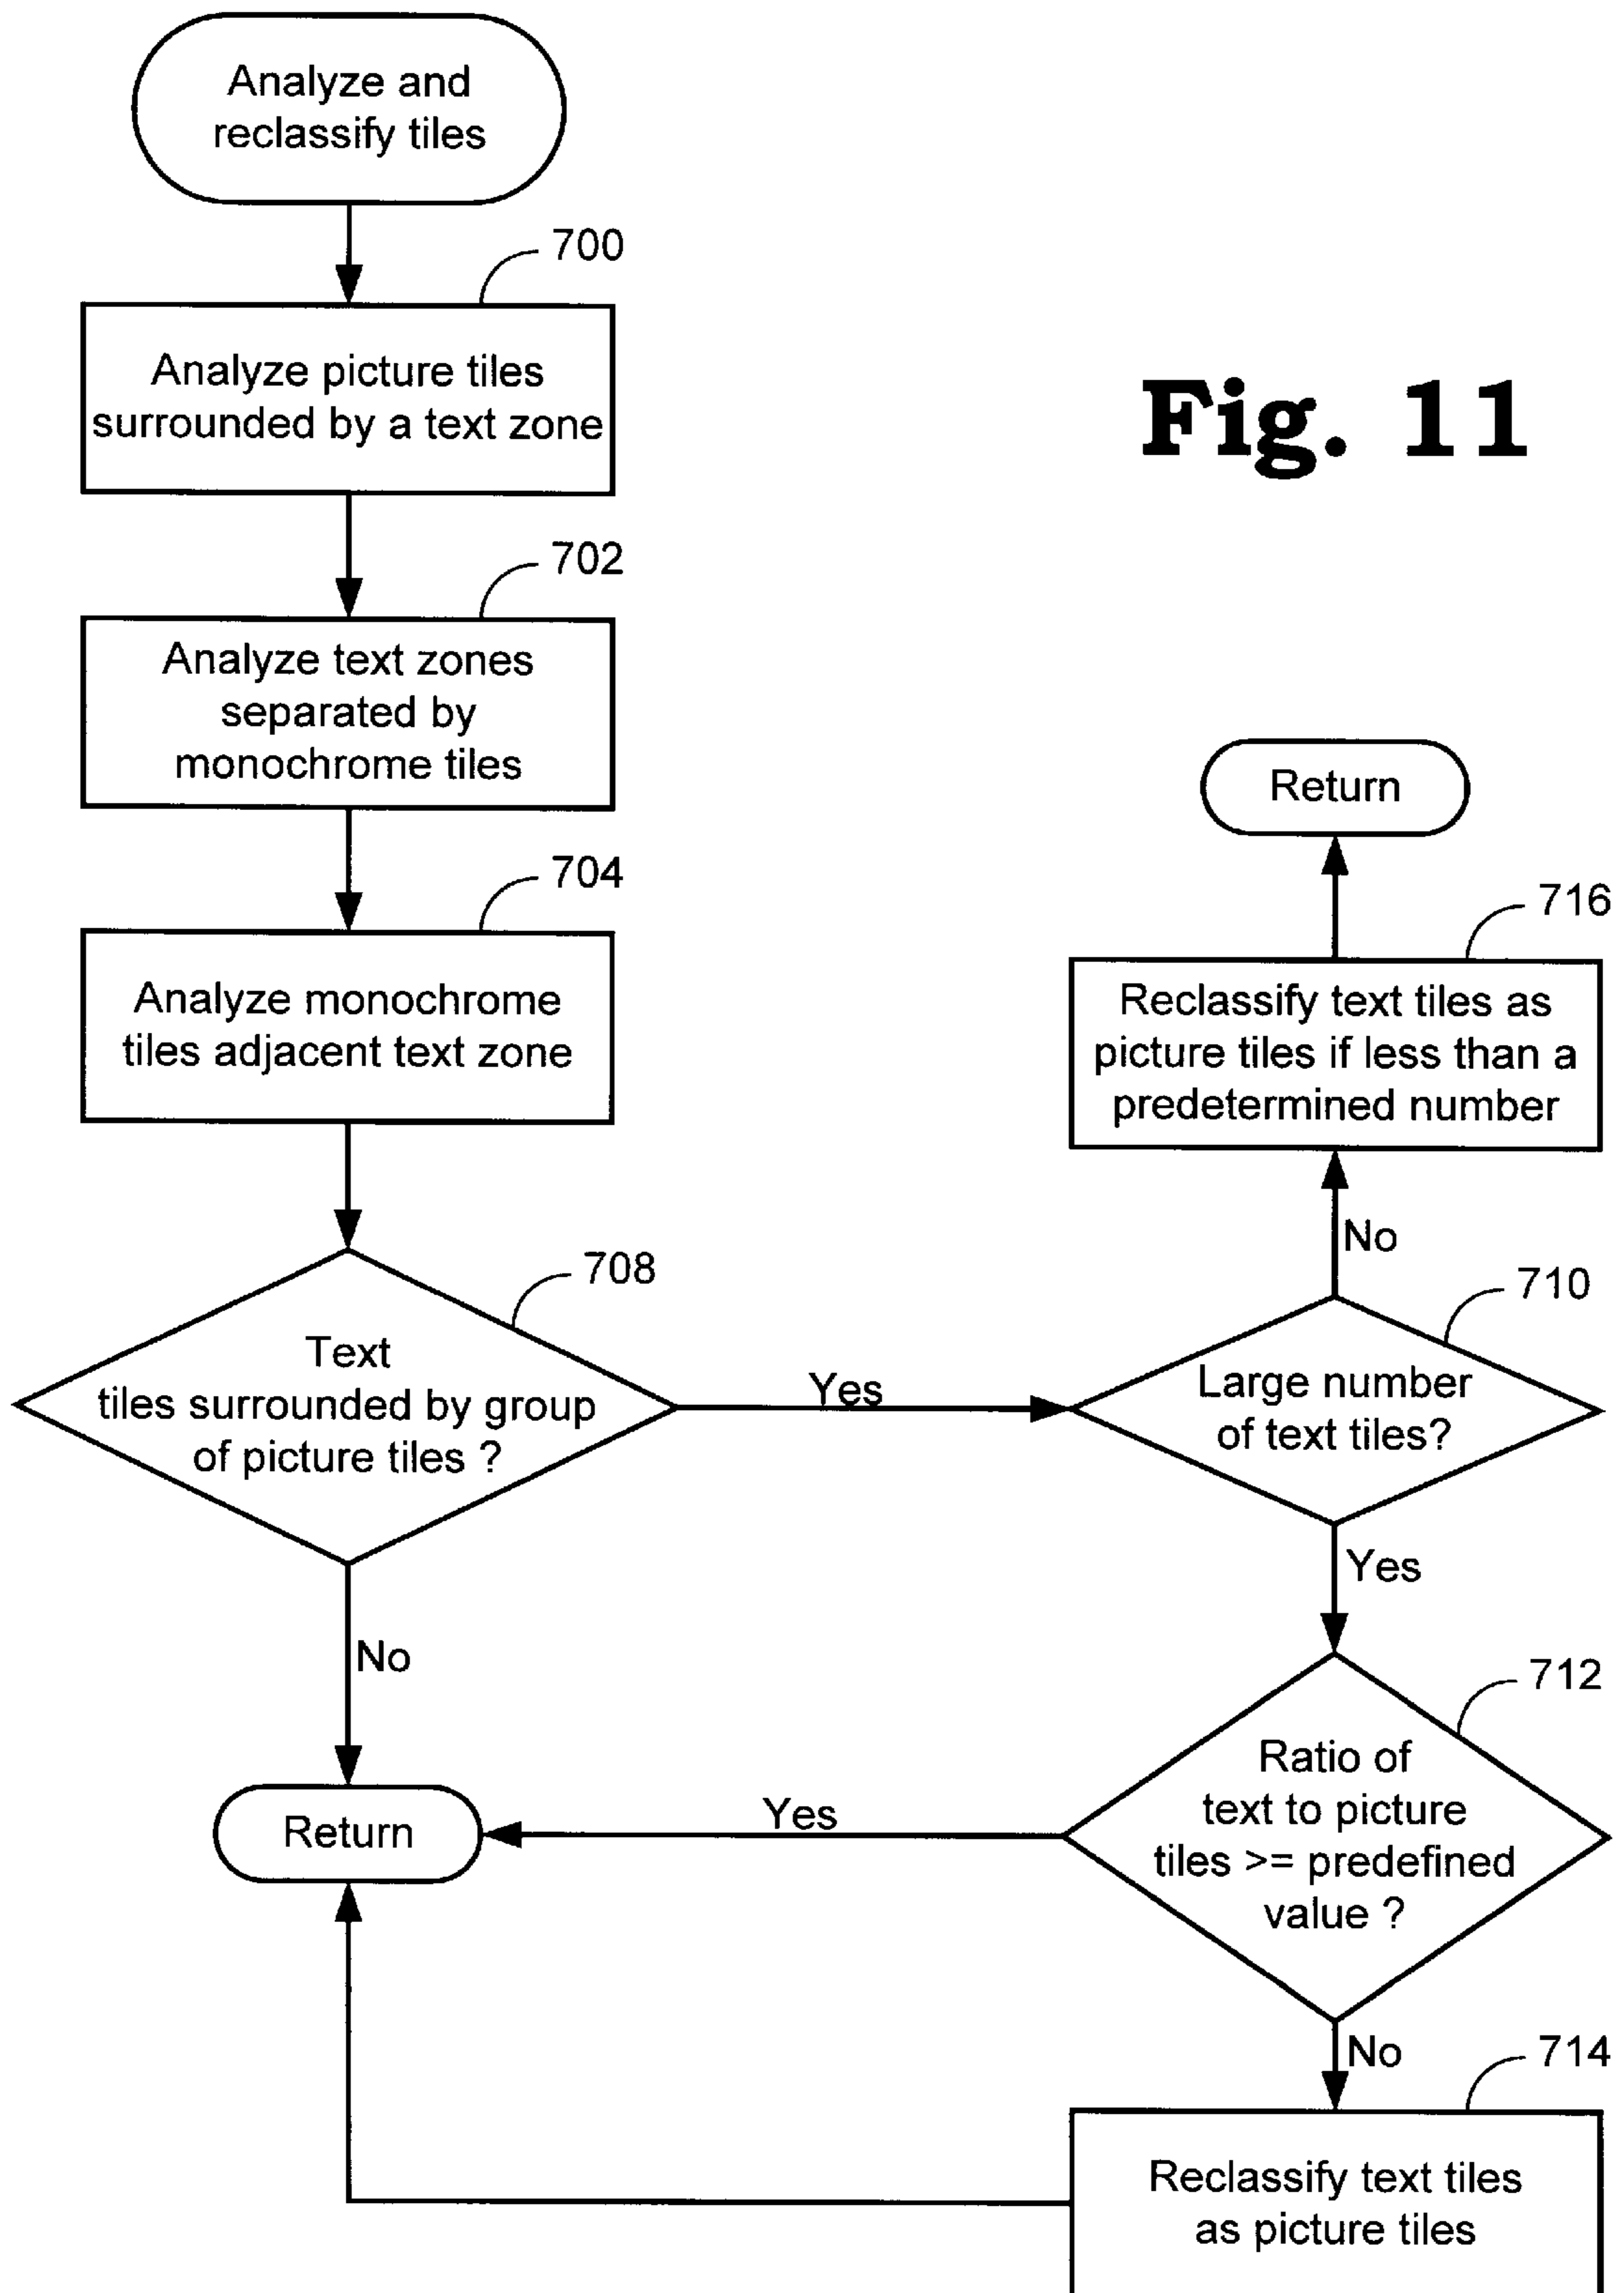 Analyze and
reclassify tiles
700
Analyze picture tiles
surrounded by a text zone
Fig. 11
702
Analyze text zones
separated by
monochrome tiles
704
Analyze monochrome
tiles adjacent text zone
708
Text
tiles surrounded by group
of picture tiles ?
Yes
No
Return
Return
716
Reclassify text tiles as
picture tiles if less than a
predetermined number
No
710
Large number
of text tiles?
Yes
712
Ratio of
text to picture
tiles >= predefined
value ?
Yes
No
714
Reclassify text tiles
as picture tiles